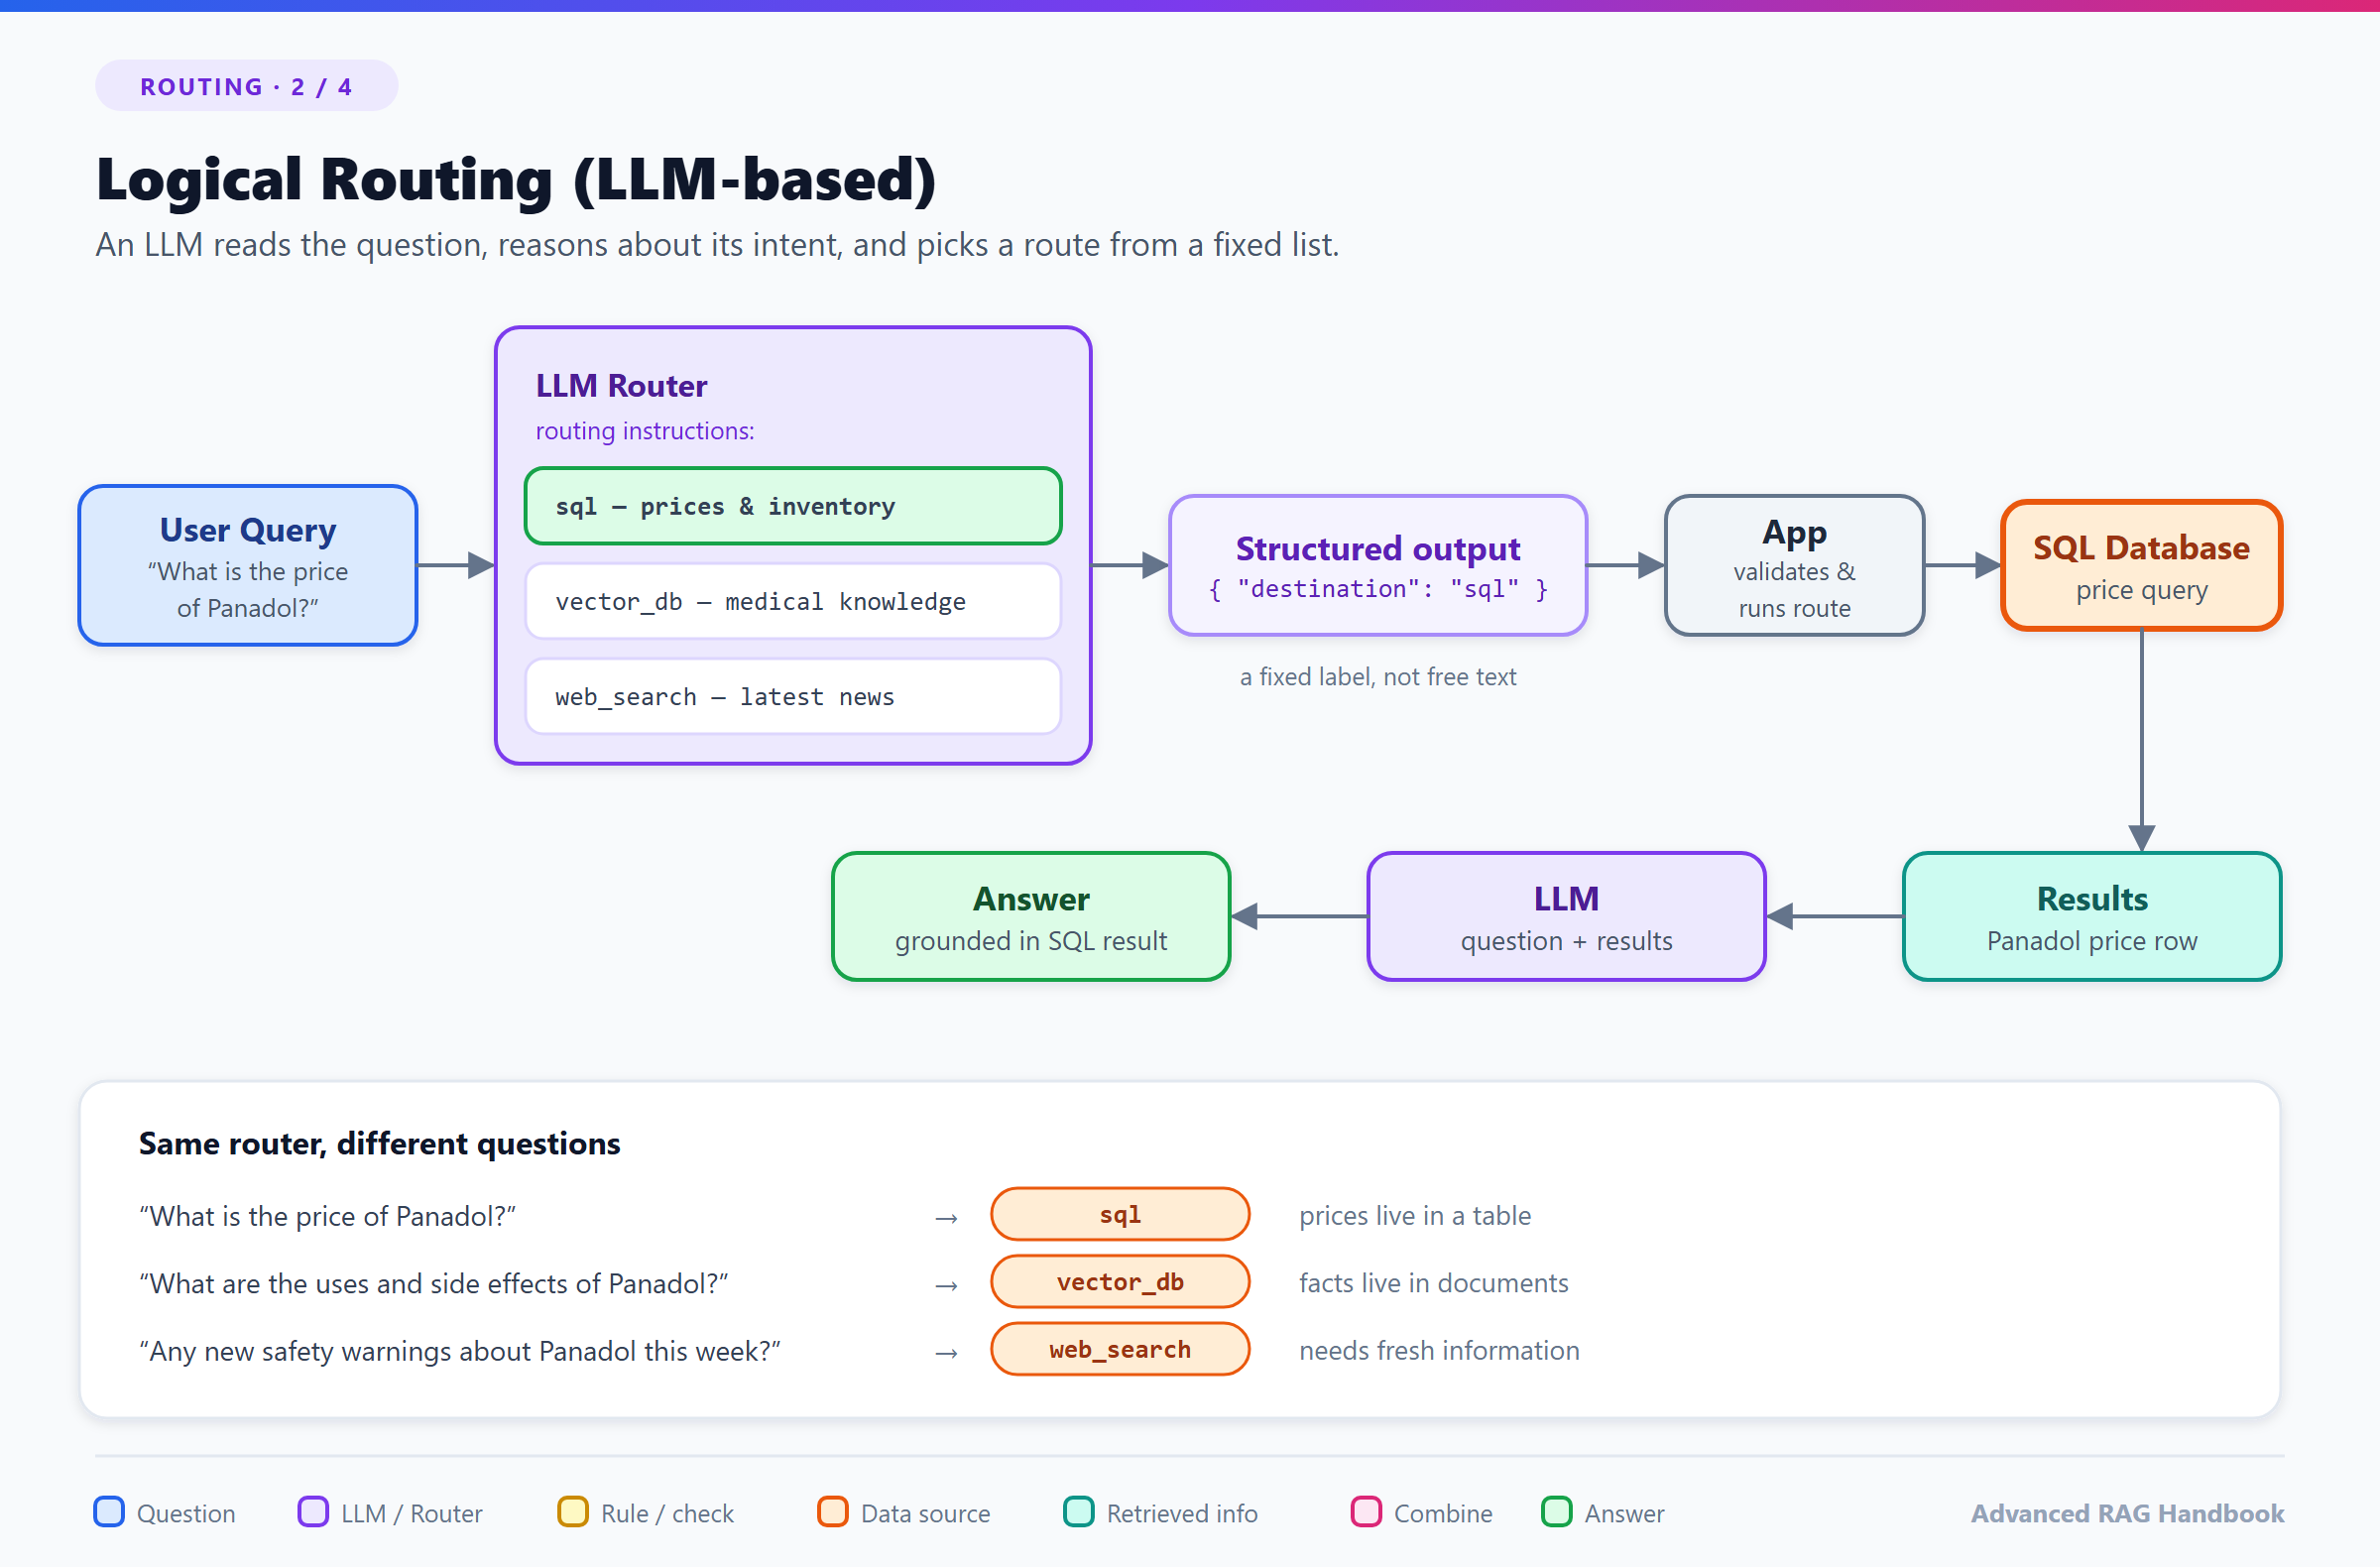 ROUTING · 2 / 4
Logical Routing (LLM-based)
An LLM reads the question, reasons about its intent, and picks a route from a fixed list.
User Query
“What is the price
of Panadol?”
LLM Router
routing instructions:
sql — prices & inventory
vector_db — medical knowledge
web_search — latest news
Structured output
{ "destination": "sql" }
a fixed label, not free text
App
validates &
runs route
SQL Database
price query
Results
Panadol price row
LLM
question + results
Answer
grounded in SQL result
Same router, different questions
“What is the price of Panadol?” → sql prices live in a table
“What are the uses and side effects of Panadol?” → vector_db facts live in documents
“Any new safety warnings about Panadol this week?” → web_search needs fresh information
Question LLM / Router Rule / check Data source Retrieved info Combine Answer Advanced RAG Handbook